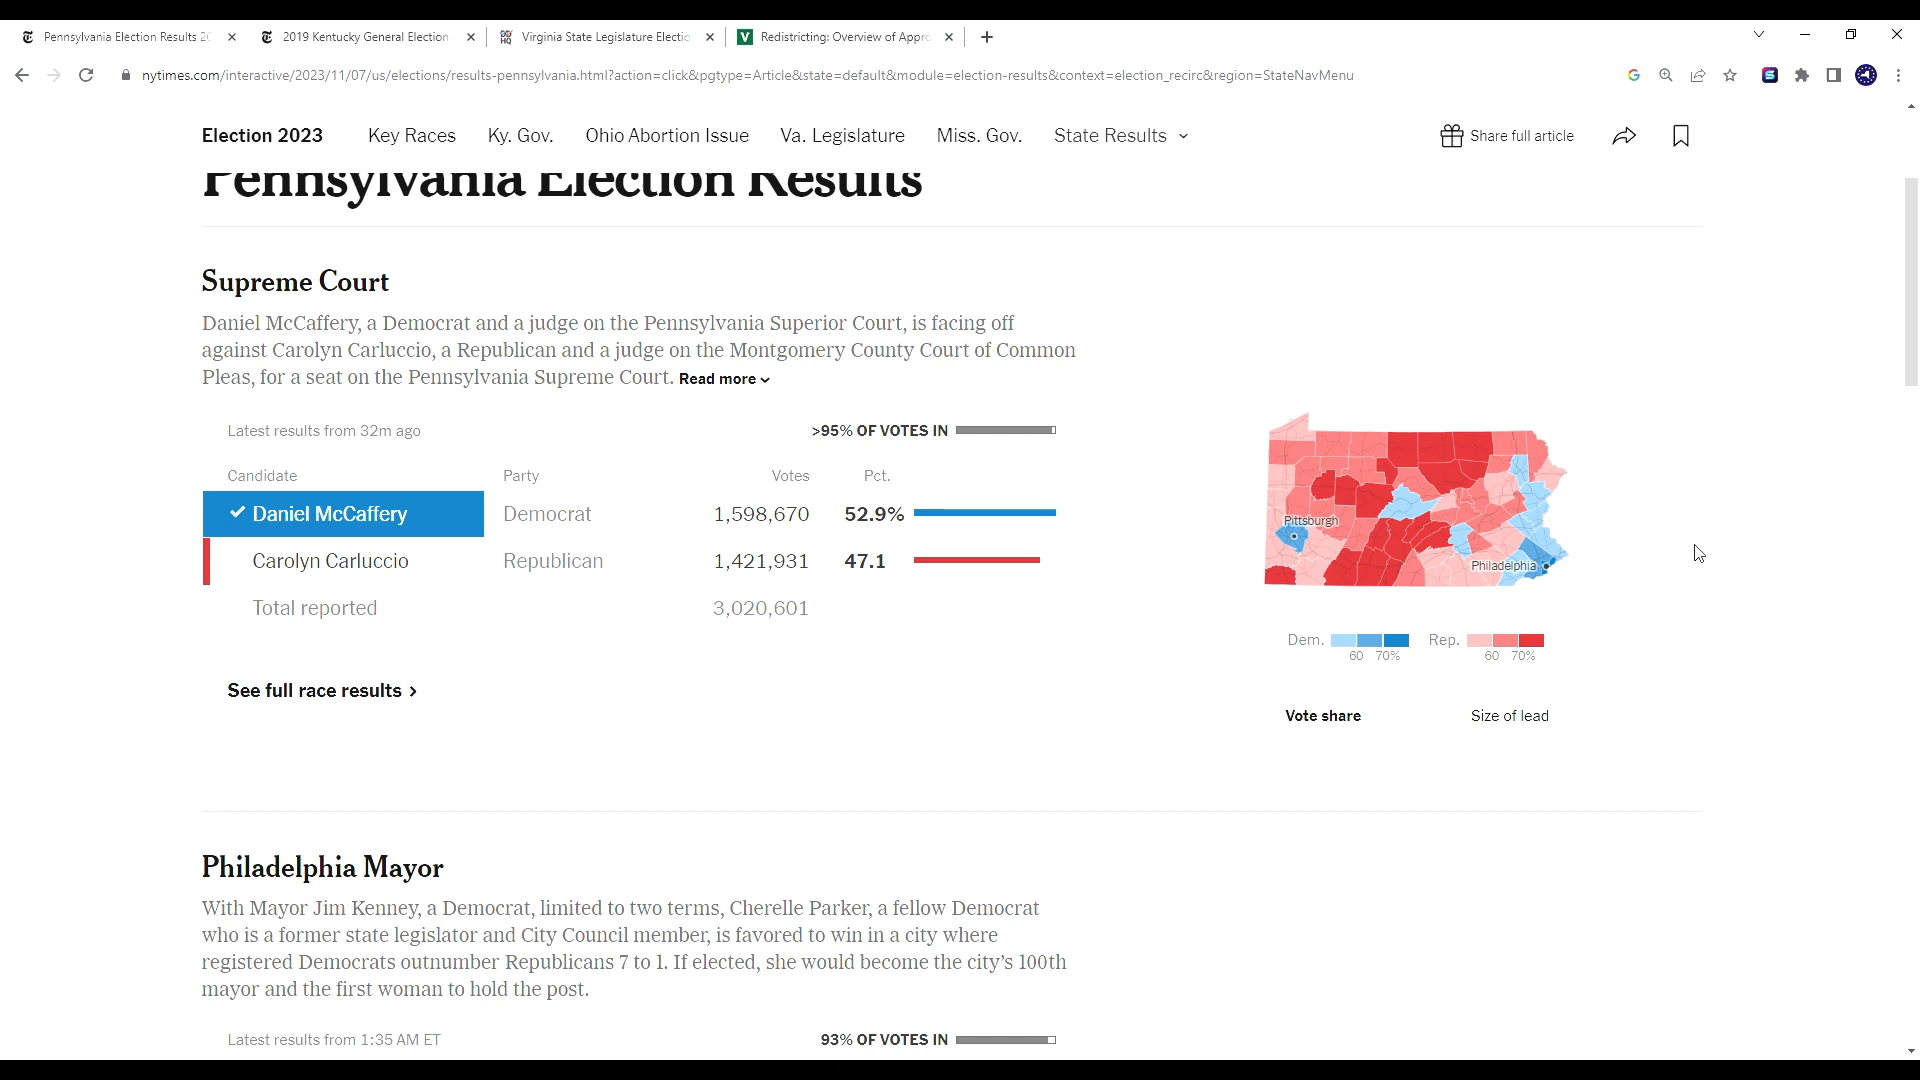 Pennsylvania Election Results 20
2019 Kentucky General Election
Virginia State Legislature Electio
Redistricting: Overview of Appro
nytimes.com/interactive/2023/11/07/us/elections/results-pennsylvania.html?action=click&pgtype=Article&state=default&module=election-results&context=election_recirc&region=StateNavMenu
Election 2023 Key Races Ky. Gov. Ohio Abortion Issue Va. Legislature Miss. Gov. State Results Share full article
Pennsylvania Election Results
Supreme Court
Daniel McCaffery, a Democrat and a judge on the Pennsylvania Superior Court, is facing off
against Carolyn Carluccio, a Republican and a judge on the Montgomery County Court of Common
Pleas, for a seat on the Pennsylvania Supreme Court. Read more
Latest results from 32m ago >95% OF VOTES IN
Candidate Party Votes Pct.
Daniel McCaffery Democrat 1,598,670 52.9%
Carolyn Carluccio Republican 1,421,931 47.1
Total reported 3,020,601
See full race results
Pittsburgh
Philadelphia
Dem. Rep.
60 70% 60 70%
Vote share Size of lead
Philadelphia Mayor
With Mayor Jim Kenney, a Democrat, limited to two terms, Cherelle Parker, a fellow Democrat
who is a former state legislator and City Council member, is favored to win in a city where
registered Democrats outnumber Republicans 7 to 1. If elected, she would become the city's 100th
mayor and the first woman to hold the post.
Latest results from 1:35 AM ET 93% OF VOTES IN